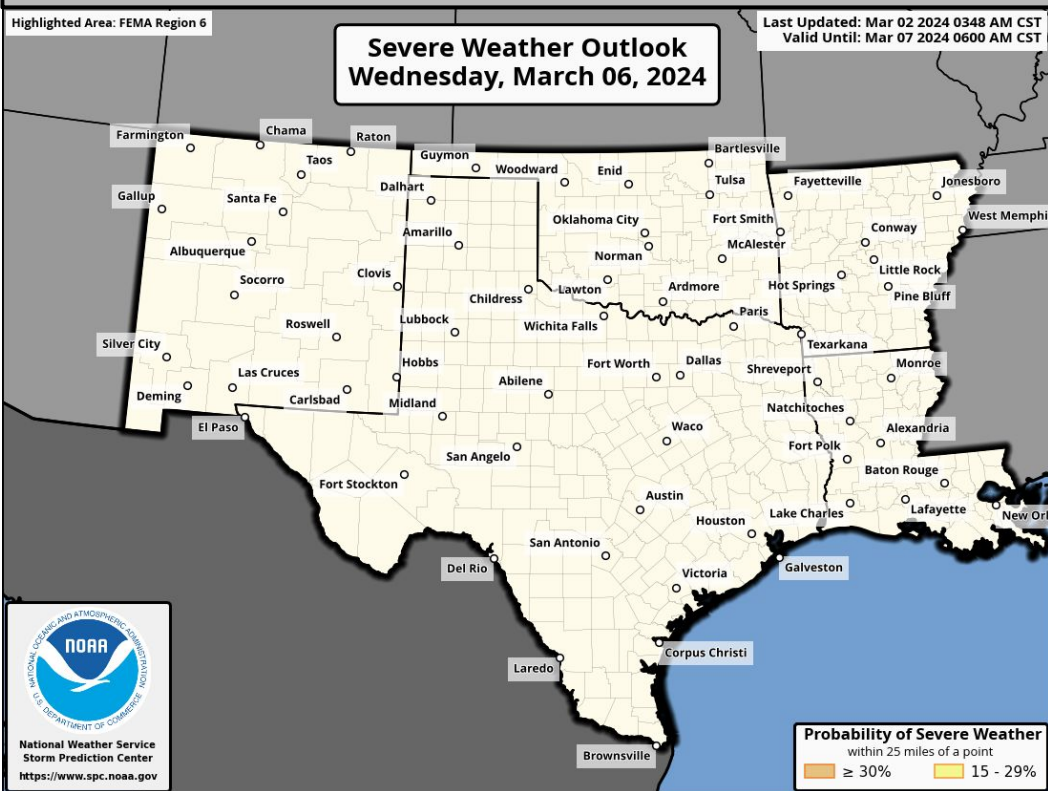 Highlighted Area: FEMA Region 6
Last Updated: Mar 02 2024 0348 AM CST
Valid Until: Mar 07 2024 0600 AM CST
Severe Weather Outlook
Wednesday, March 06, 2024
Farmington
Chama
Raton
Taos
Guymon
Woodward
Enid
Bartlesville
Tulsa
Fayetteville
Jonesboro
Gallup
Santa Fe
Dalhart
Oklahoma City
Fort Smith
West Memphi
Albuquerque
Amarillo
Norman
McAlester
Conway
Socorro
Clovis
Childress
Lawton
Ardmore
Hot Springs
Little Rock
Pine Bluff
Roswell
Lubbock
Wichita Falls
Paris
Texarkana
Silver City
Las Cruces
Hobbs
Fort Worth
Dallas
Shreveport
Monroe
Deming
Carlsbad
Midland
Abilene
Natchitoches
El Paso
San Angelo
Waco
Fort Polk
Alexandria
Fort Stockton
Austin
Baton Rouge
Houston
Lake Charles
Lafayette
New Orl
Del Rio
San Antonio
Galveston
Victoria
Laredo
Corpus Christi
Brownsville
NATIONAL OCEANIC AND ATMOSPHERIC ADMINISTRATION
NOAA
U.S. DEPARTMENT OF COMMERCE
National Weather Service
Storm Prediction Center
https://www.spc.noaa.gov
Probability of Severe Weather
within 25 miles of a point
≥ 30%
15 - 29%